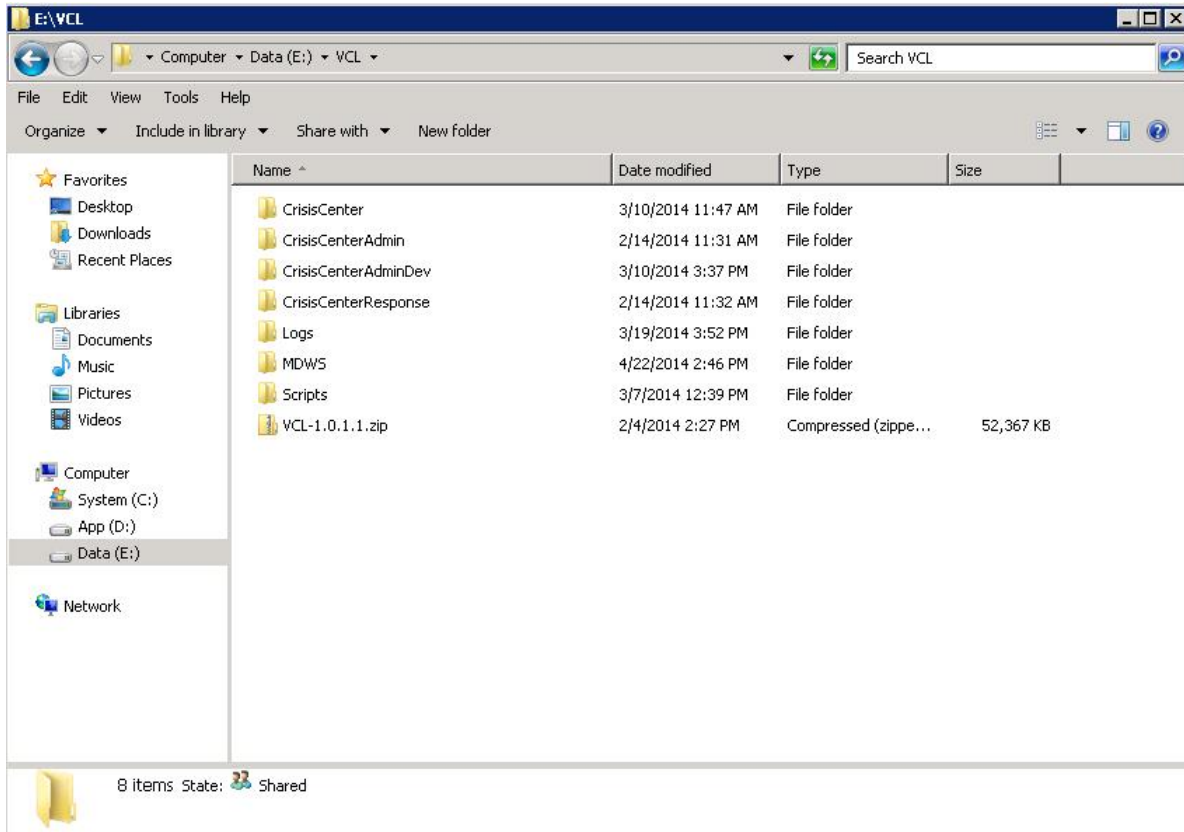 E:\VCL
Computer Data (E:) VCL
Search VCL
File Edit View Tools Help
Organize Include in library Share with New folder
Name Date modified Type Size
Favorites
Desktop
Downloads
Recent Places
Libraries
Documents
Music
Pictures
Videos
Computer
System (C:)
App (D:)
Data (E:)
Network
CrisisCenter 3/10/2014 11:47 AM File folder
CrisisCenterAdmin 2/14/2014 11:31 AM File folder
CrisisCenterAdminDev 3/10/2014 3:37 PM File folder
CrisisCenterResponse 2/14/2014 11:32 AM File folder
Logs 3/19/2014 3:52 PM File folder
MDWS 4/22/2014 2:46 PM File folder
Scripts 3/7/2014 12:39 PM File folder
VCL-1.0.1.1.zip 2/4/2014 2:27 PM Compressed (zippe... 52,367 KB
8 items State: Shared